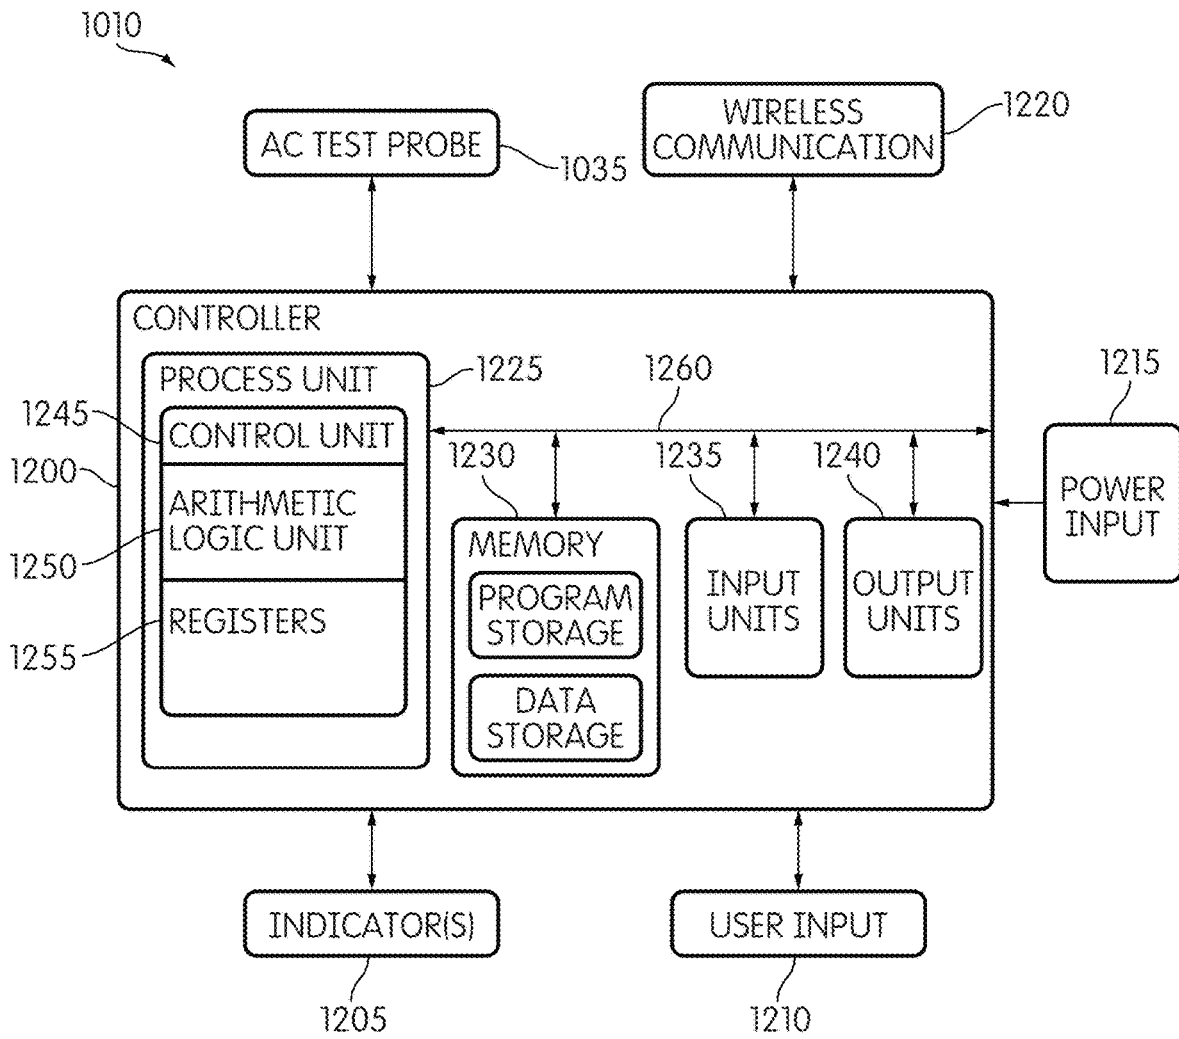 1010
AC TEST PROBE
1035
WIRELESS
COMMUNICATION
1220
CONTROLLER
PROCESS UNIT
1225
1260
1215
1245
CONTROL UNIT
1200
1230
1235
1240
ARITHMETIC
LOGIC UNIT
1250
POWER
INPUT
MEMORY
PROGRAM
STORAGE
INPUT
UNITS
OUTPUT
UNITS
REGISTERS
1255
DATA
STORAGE
INDICATOR(S)
USER INPUT
1205
1210